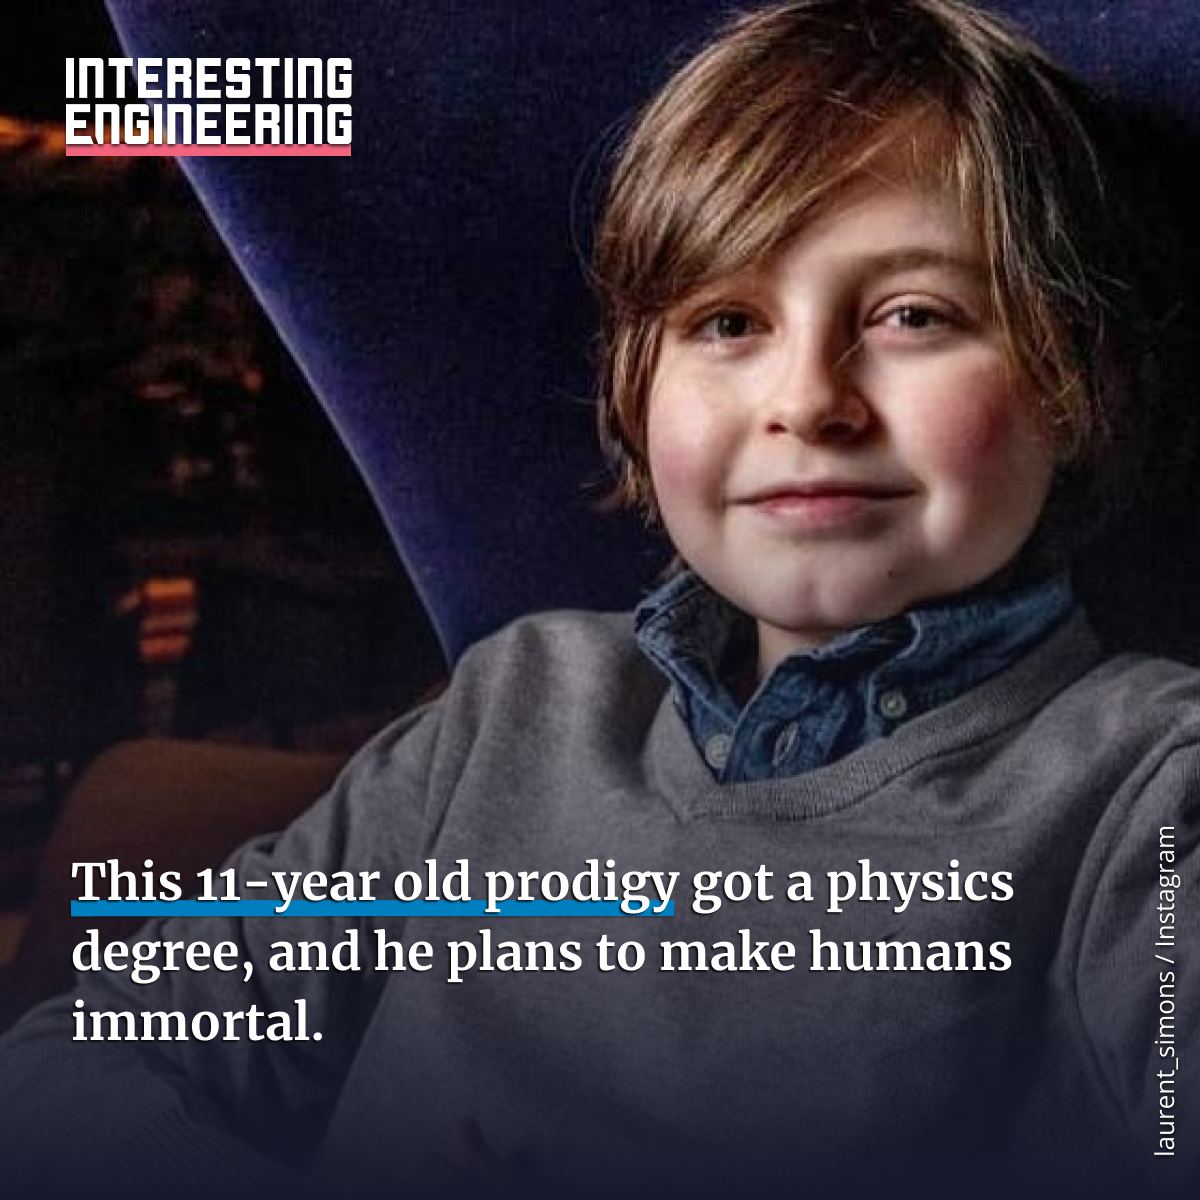 INTERESTING
ENGINEERING
This 11-year old prodigy got a physics
degree, and he plans to make humans
immortal.
laurent_simons / Instagram